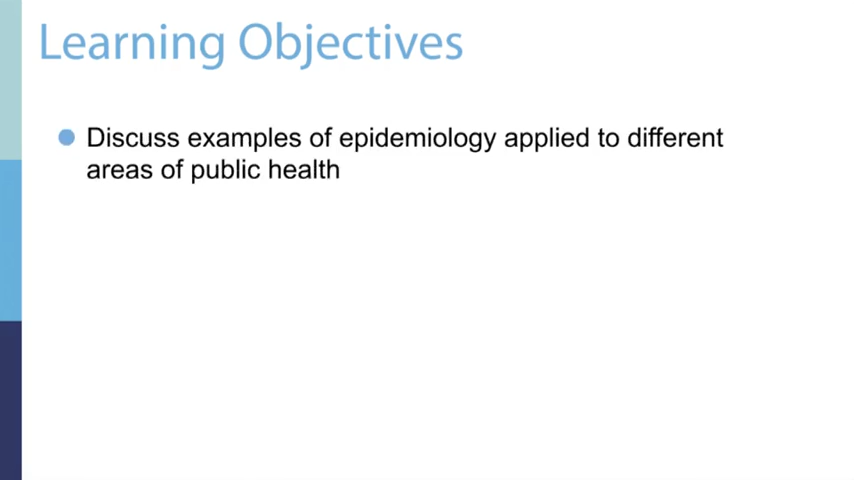 Learning Objectives
Discuss examples of epidemiology applied to different
areas of public health